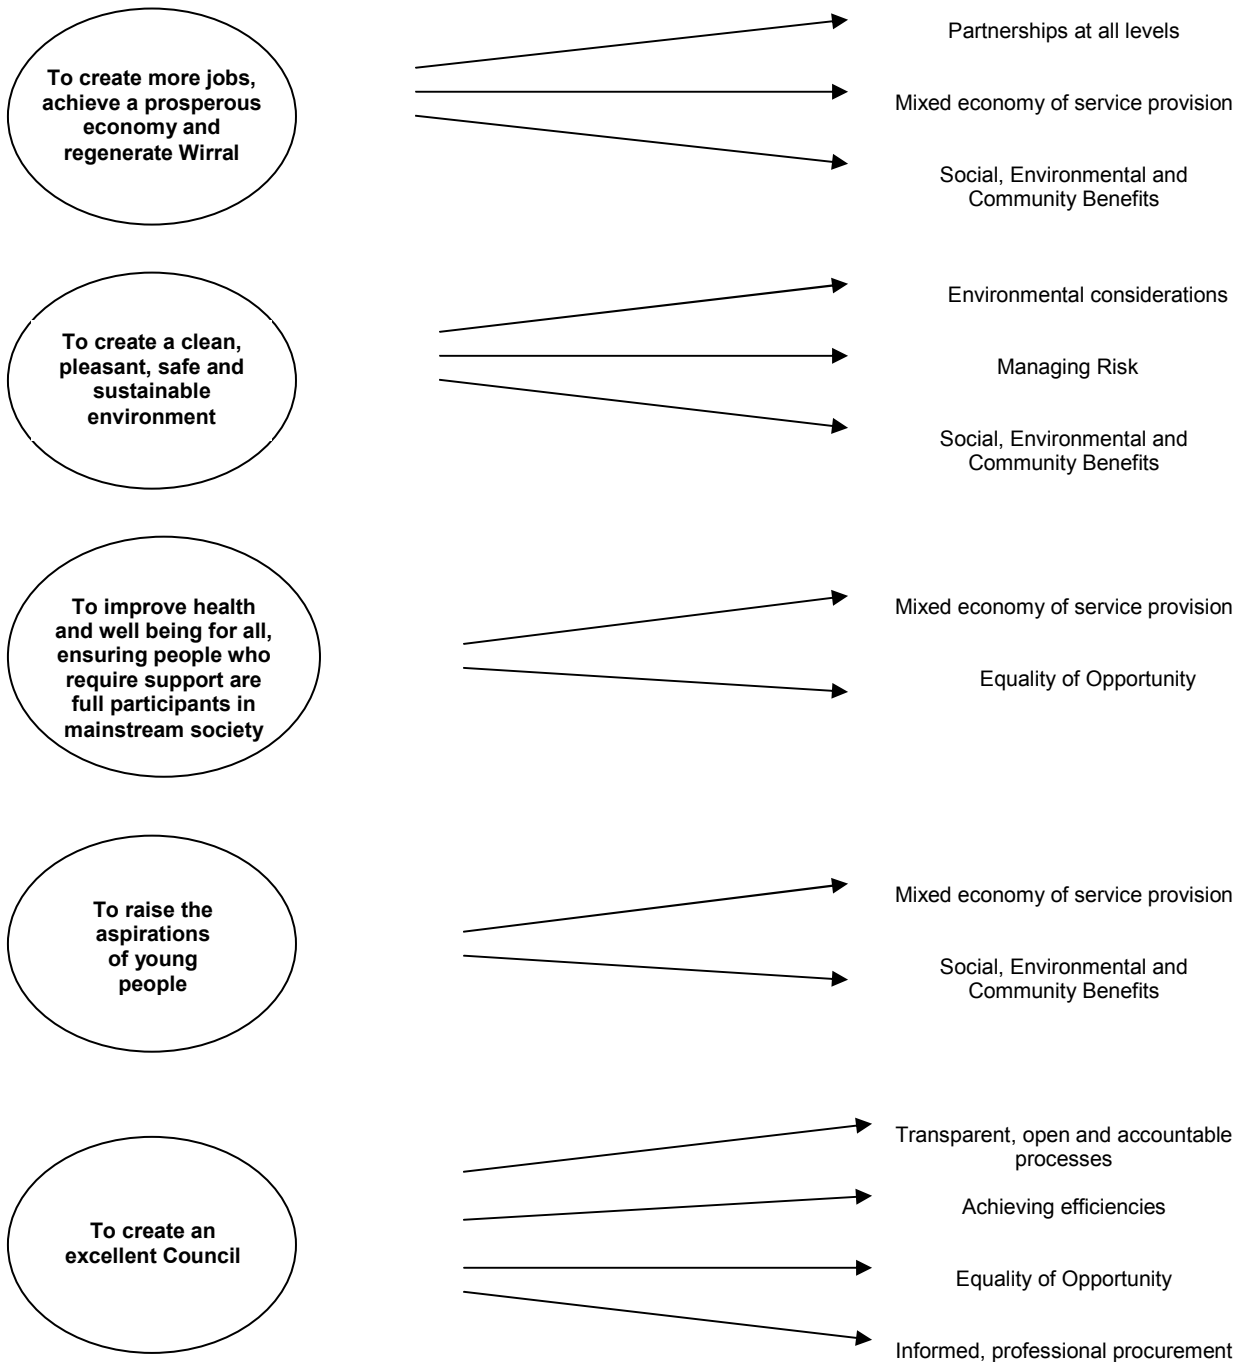 To create more jobs,
achieve a prosperous
economy and
regenerate Wirral
Partnerships at all levels
Mixed economy of service provision
Social, Environmental and
Community Benefits
To create a clean,
pleasant, safe and
sustainable
environment
Environmental considerations
Managing Risk
Social, Environmental and
Community Benefits
To improve health
and well being for all,
ensuring people who
require support are
full participants in
mainstream society
Mixed economy of service provision
Equality of Opportunity
To raise the
aspirations
of young
people
Mixed economy of service provision
Social, Environmental and
Community Benefits
To create an
excellent Council
Transparent, open and accountable
processes
Achieving efficiencies
Equality of Opportunity
Informed, professional procurement